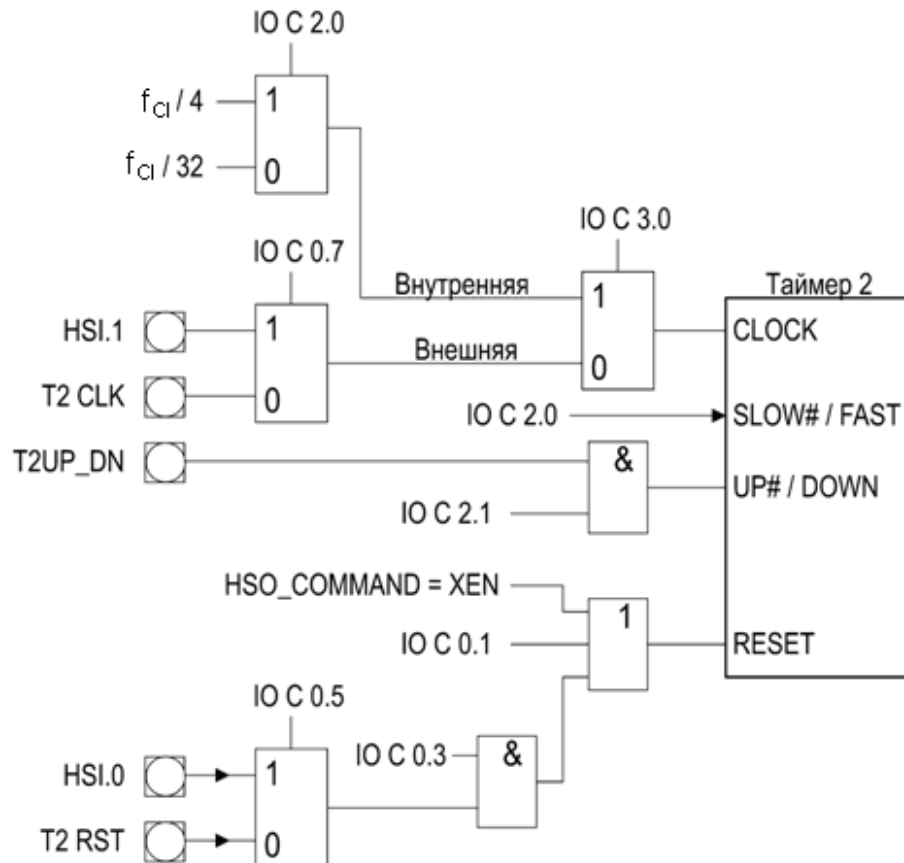 IO C 2.0
f_CI / 4
1
f_CI / 32
0
IO C 3.0
IO C 0.7
Внутренняя
1
Таймер 2
HSI.1
1
CLOCK
Внешняя
0
T2 CLK
0
IO C 2.0
SLOW# / FAST
T2UP_DN
&
UP# / DOWN
IO C 2.1
HSO_COMMAND = XEN
1
IO C 0.1
RESET
IO C 0.5
IO C 0.3
&
HSI.0
1
T2 RST
0